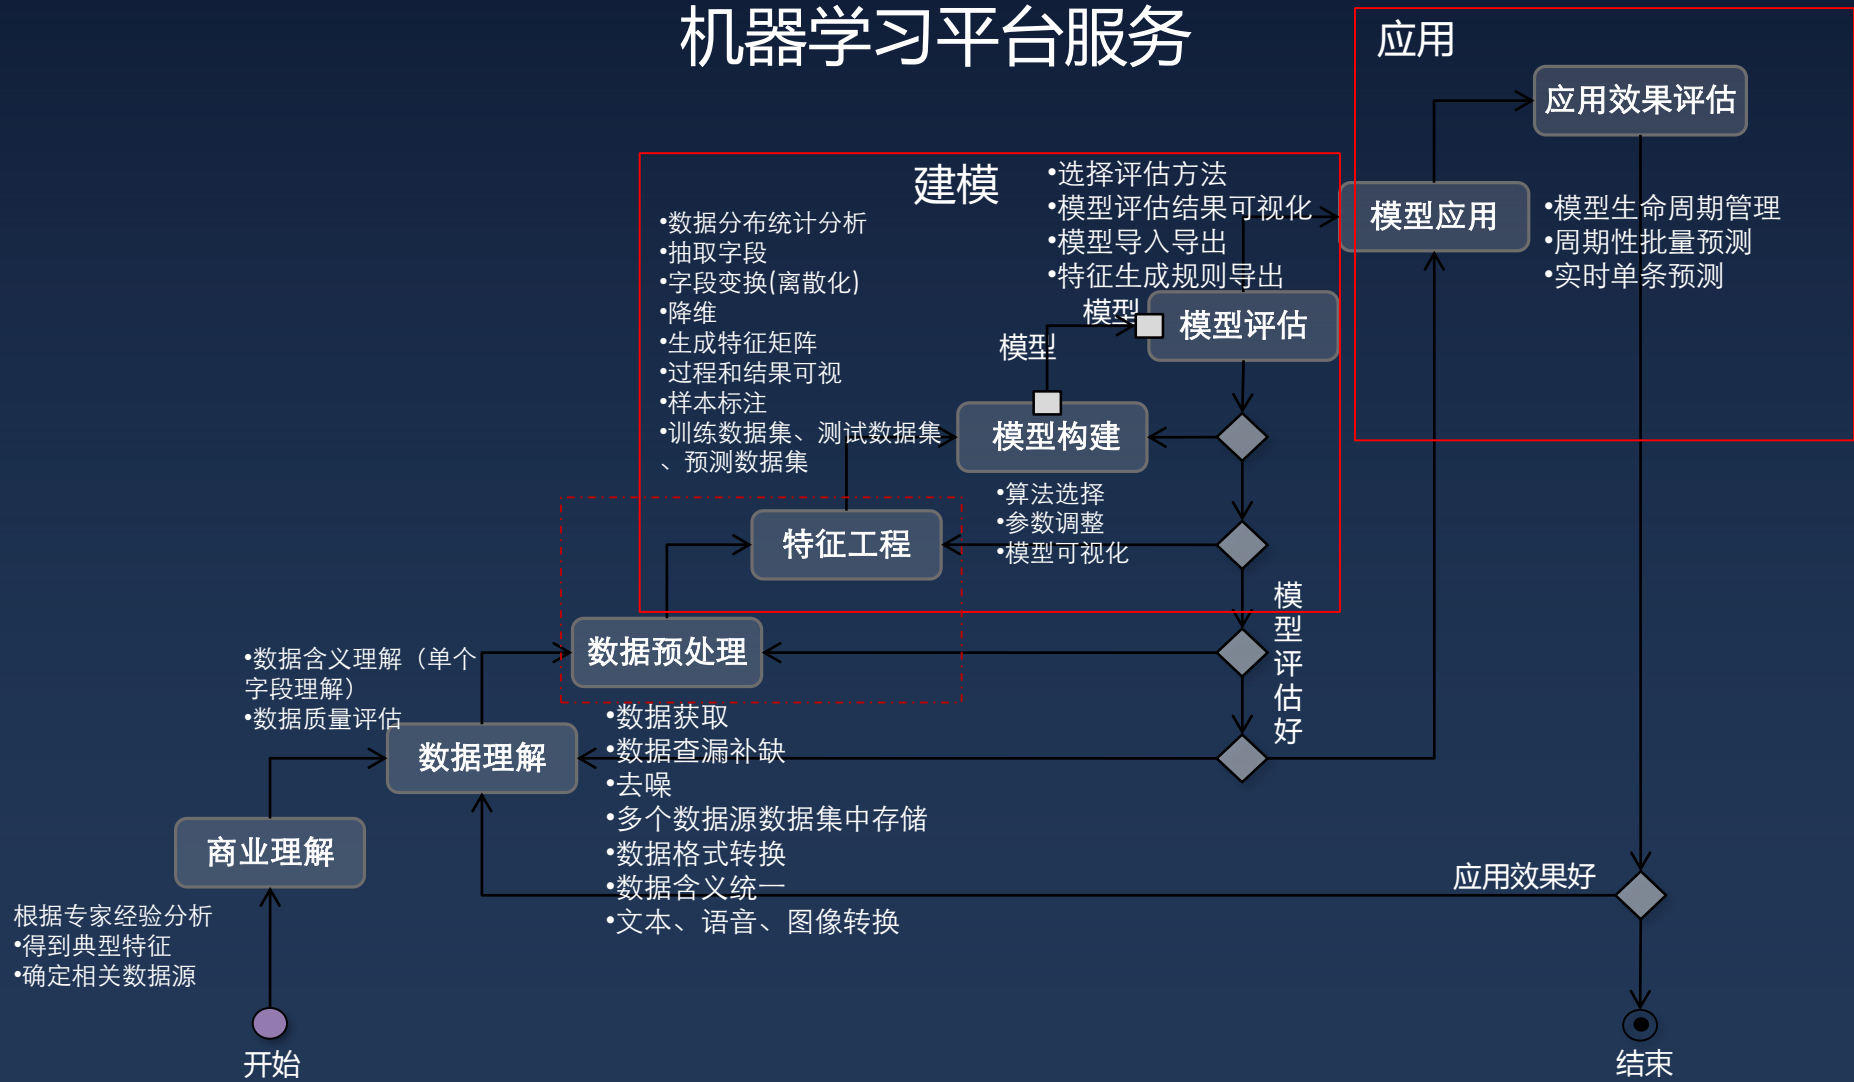 机器学习平台服务
应用
应用效果评估
建模
•选择评估方法
•模型评估结果可视化
•模型导入导出
•特征生成规则导出
模型应用
•模型生命周期管理
•周期性批量预测
•实时单条预测
•数据分布统计分析
•抽取字段
•字段变换(离散化)
•降维
•生成特征矩阵
•过程和结果可视
•样本标注
•训练数据集、测试数据集
、预测数据集
模型
模型
模型评估
模型构建
•算法选择
•参数调整
•模型可视化
特征工程
模
型
评
估
好
数据预处理
•数据含义理解（单个
字段理解）
•数据质量评估
数据理解
•数据获取
•数据查漏补缺
•去噪
•多个数据源数据集中存储
•数据格式转换
•数据含义统一
•文本、语音、图像转换
商业理解
应用效果好
根据专家经验分析
•得到典型特征
•确定相关数据源
开始
结束